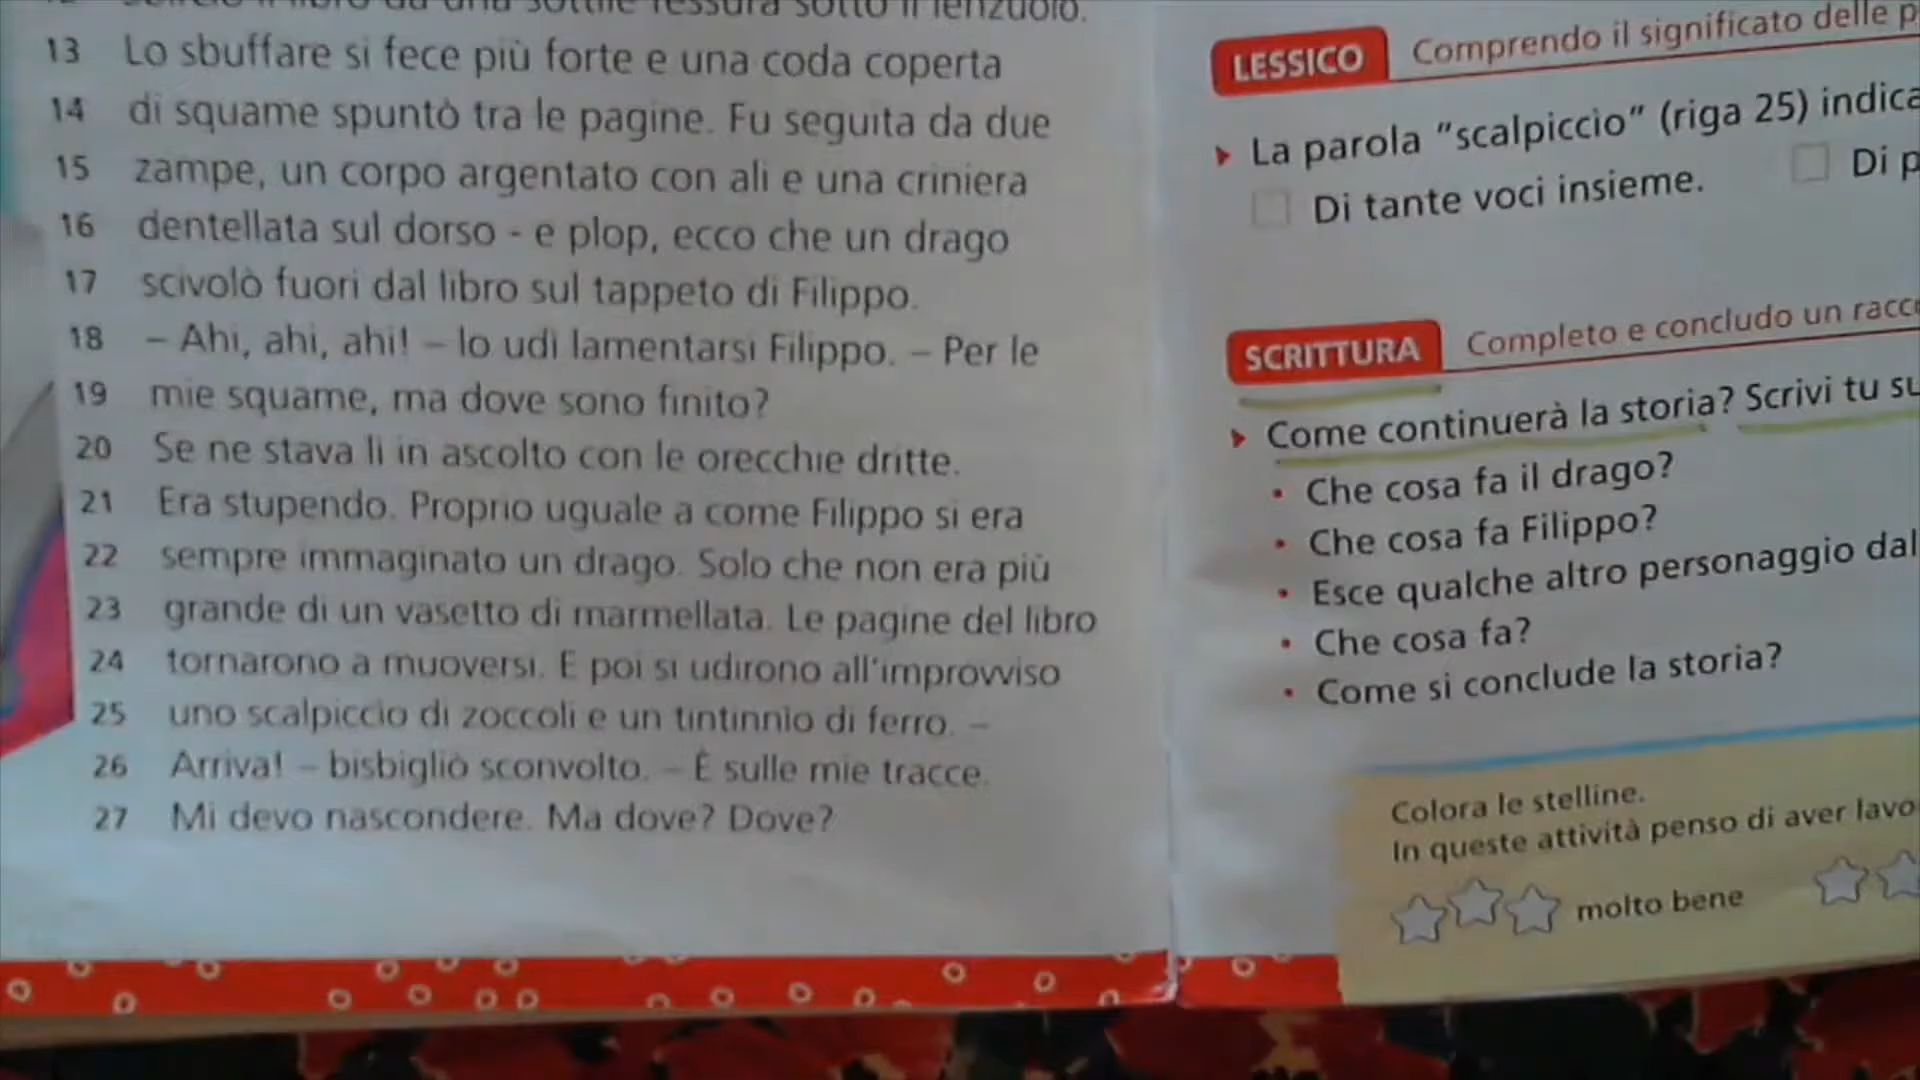 13 Lo sbuffare si fece più forte e una coda coperta
14 di squame spuntò tra le pagine. Fu seguita da due
15 zampe, un corpo argentato con ali e una criniera
16 dentellata sul dorso - e plop, ecco che un drago
17 scivolò fuori dal libro sul tappeto di Filippo.
18 – Ahi, ahi, ahi! – lo udì lamentarsi Filippo. – Per le
19 mie squame, ma dove sono finito?
20 Se ne stava lì in ascolto con le orecchie dritte.
21 Era stupendo. Proprio uguale a come Filippo si era
22 sempre immaginato un drago. Solo che non era più
23 grande di un vasetto di marmellata. Le pagine del libro
24 tornarono a muoversi. E poi si udirono all'improvviso
25 uno scalpiccìo di zoccoli e un tintinnìo di ferro. –
26 Arriva! – bisbigliò sconvolto. – È sulle mie tracce.
27 Mi devo nascondere. Ma dove? Dove?
LESSICO Comprendo il significato delle
La parola "scalpiccìo" (riga 25) indica
Di tante voci insieme. Di
SCRITTURA Completo e concludo un
Come continuerà la storia? Scrivi tu
• Che cosa fa il drago?
• Che cosa fa Filippo?
• Esce qualche altro personaggio dal
• Che cosa fa?
• Come si conclude la storia?
Colora le stelline.
In queste attività penso di aver
molto bene